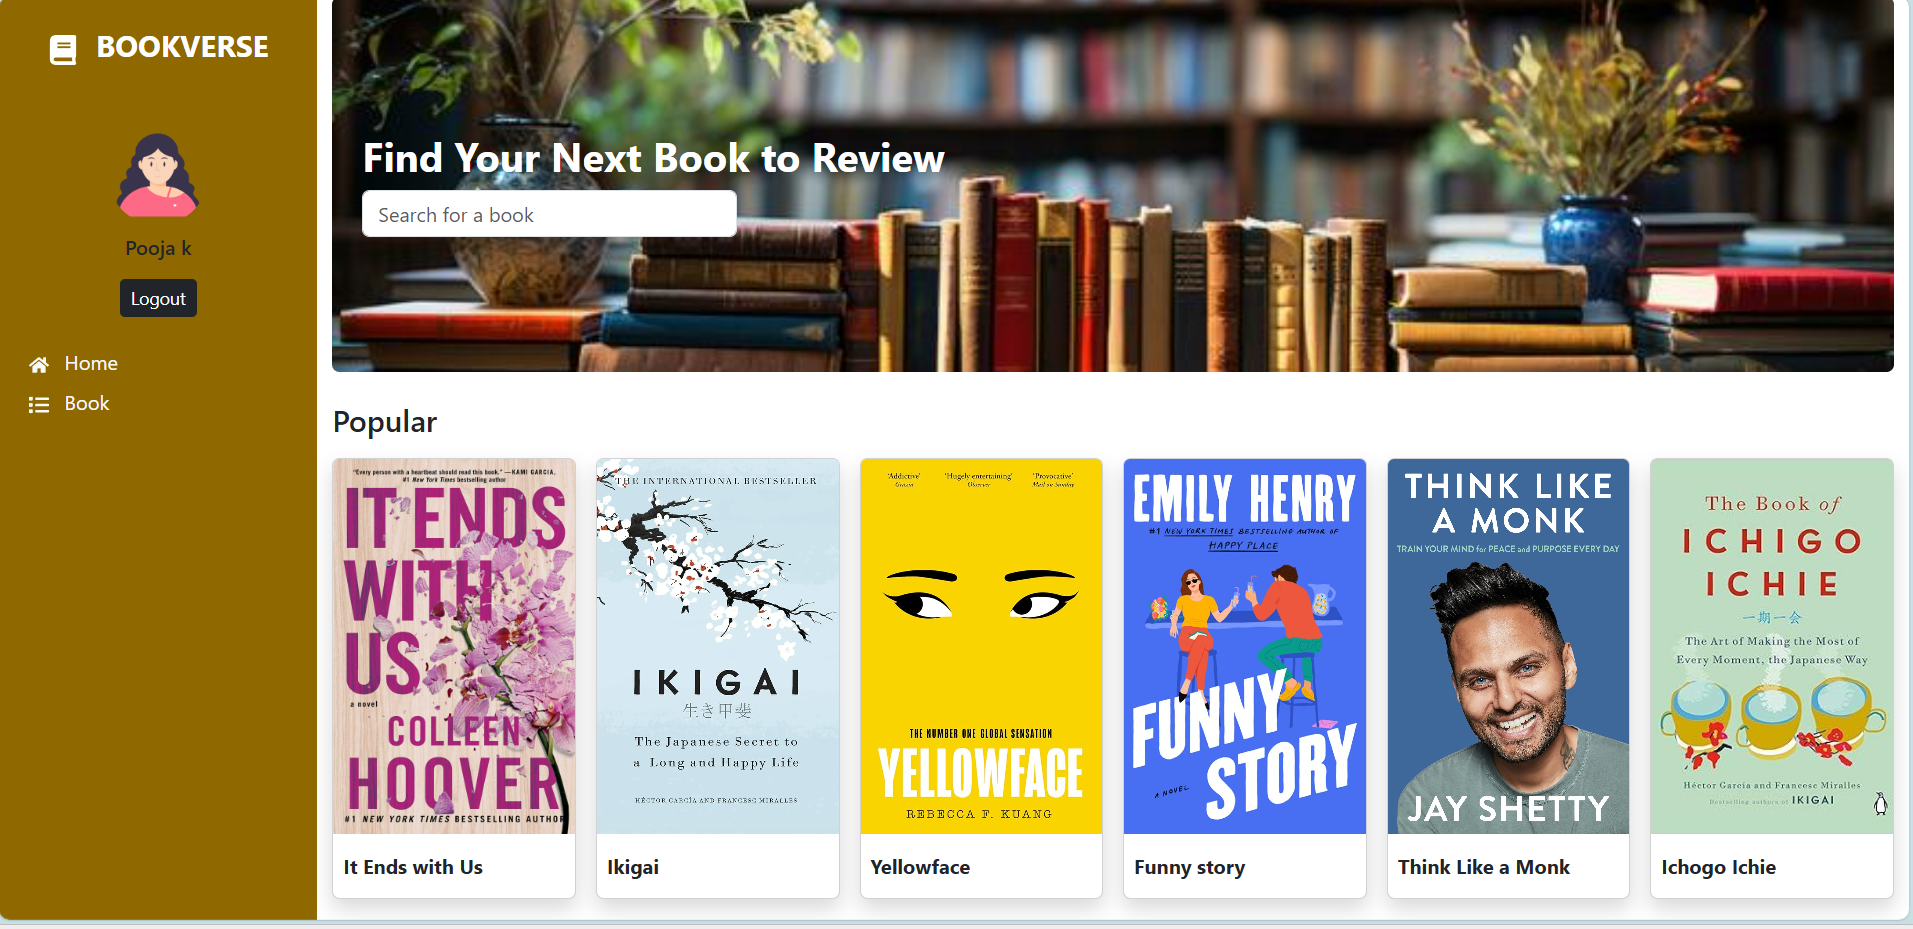 BOOKVERSE
Pooja k
Logout
Home
Book
Find Your Next Book to Review
Search for a book
Popular
"Every person with a heartbeat should read this book." —KAMI GARCIA,
#1 New York Times bestselling author
IT ENDS
WITH
US
a novel
COLLEEN
HOOVER
#1 NEW YORK TIMES BESTSELLING AUTHOR
It Ends with Us
THE INTERNATIONAL BESTSELLER
IKIGAI
生き甲斐
The Japanese Secret to
a Long and Happy Life
HÉCTOR GARCÍA AND FRANCESC MIRALLES
Ikigai
'Addictive' 'Hugely entertaining' 'Provocative'
Observer Mail on Sunday
THE NUMBER ONE GLOBAL SENSATION
YELLOWFACE
REBECCA F. KUANG
Yellowface
EMILY HENRY
#1 NEW YORK TIMES BESTSELLING AUTHOR OF
HAPPY PLACE
FUNNY
STORY
A NOVEL
Funny story
THINK LIKE
A MONK
TRAIN YOUR MIND for PEACE and PURPOSE EVERY DAY
JAY SHETTY
Think Like a Monk
The Book of
ICHIGO
ICHIE
一期一会
The Art of Making the Most of
Every Moment, the Japanese Way
Héctor García and Francesc Miralles
Bestselling authors of IKIGAI
Ichogo Ichie